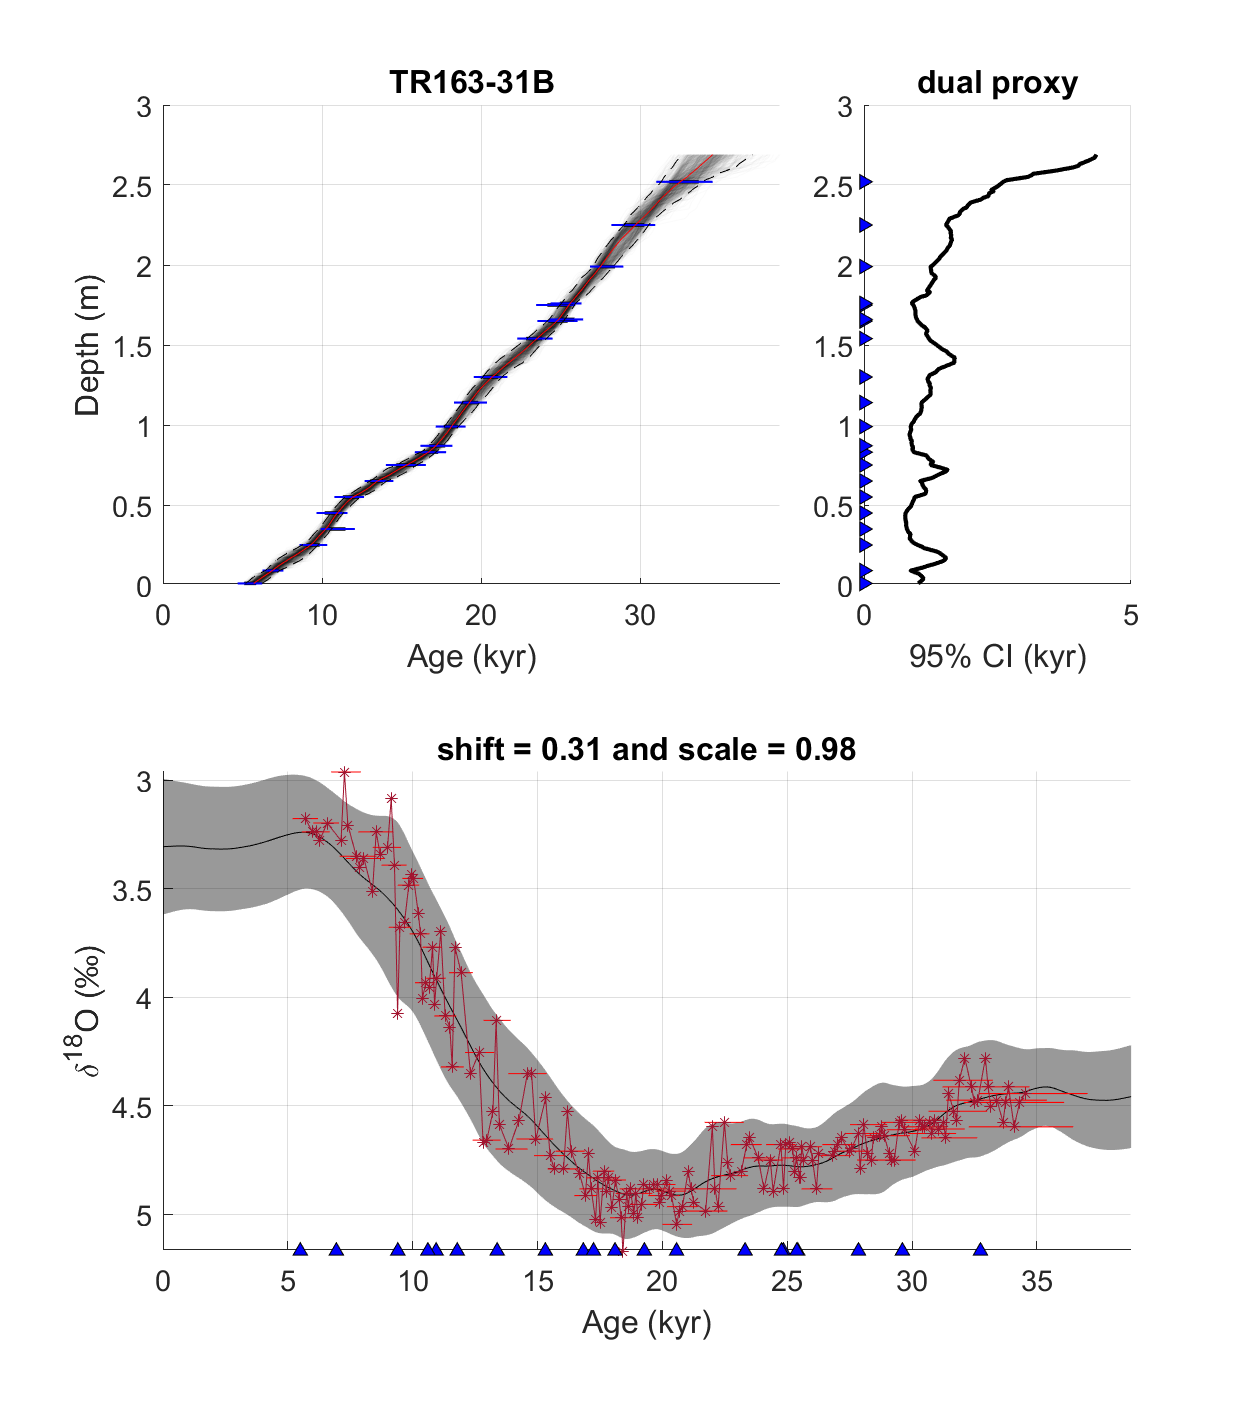 TR163-31B
dual proxy
3
2.5
2
1.5
1
0.5
0
Depth (m)
0 10 20 30
Age (kyr)
3
2.5
2
1.5
1
0.5
0
0 5
95% CI (kyr)
shift = 0.31 and scale = 0.98
3
3.5
4
4.5
5
δ¹⁸O (‰)
0 5 10 15 20 25 30 35
Age (kyr)